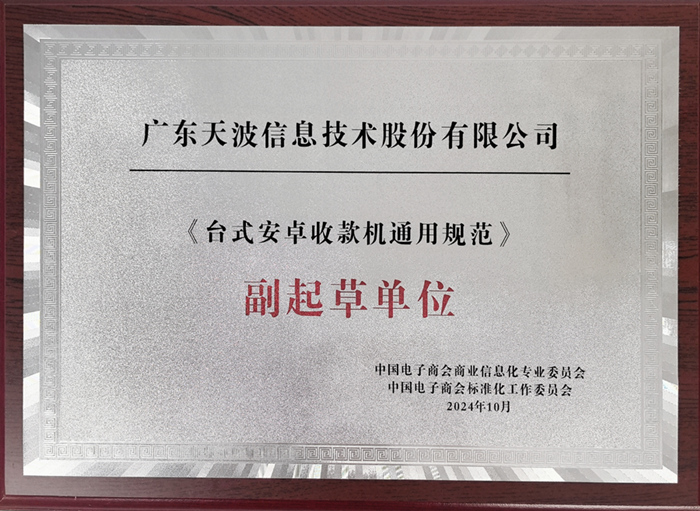 广东天波信息技术股份有限公司
《台式安卓收款机通用规范》
副起草单位
中国电子商会商业信息化专业委员会
中国电子商会标准化工作委员会
2024年10月